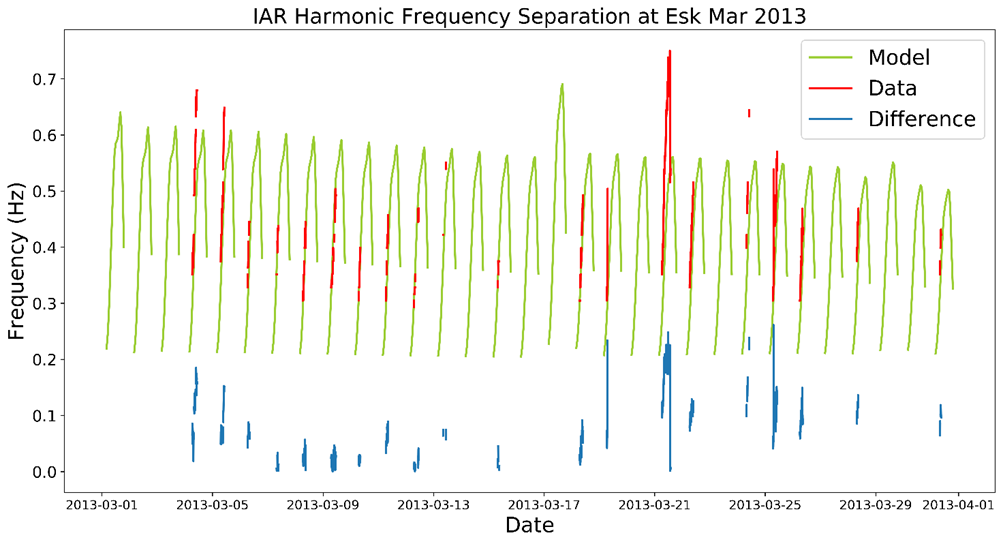 IAR Harmonic Frequency Separation at Esk Mar 2013
Model
Data
Difference
Frequency (Hz)
0.7
0.6
0.5
0.4
0.3
0.2
0.1
0.0
2013-03-01 2013-03-05 2013-03-09 2013-03-13 2013-03-17 2013-03-21 2013-03-25 2013-03-29 2013-04-01
Date